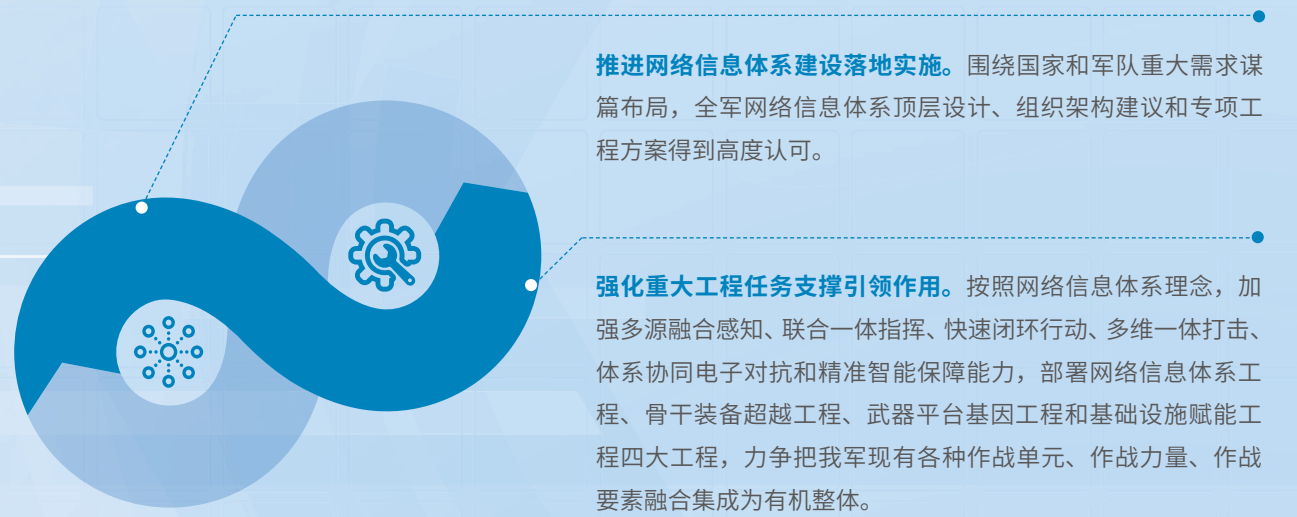 推进网络信息体系建设落地实施。围绕国家和军队重大需求谋
篇布局，全军网络信息体系顶层设计、组织架构建议和专项工
程方案得到高度认可。
强化重大工程任务支撑引领作用。按照网络信息体系理念，加
强多源融合感知、联合一体指挥、快速闭环行动、多维一体打击、
体系协同电子对抗和精准智能保障能力，部署网络信息体系工
程、骨干装备超越工程、武器平台基因工程和基础设施赋能工
程四大工程，力争把我军现有各种作战单元、作战力量、作战
要素融合集成为有机整体。